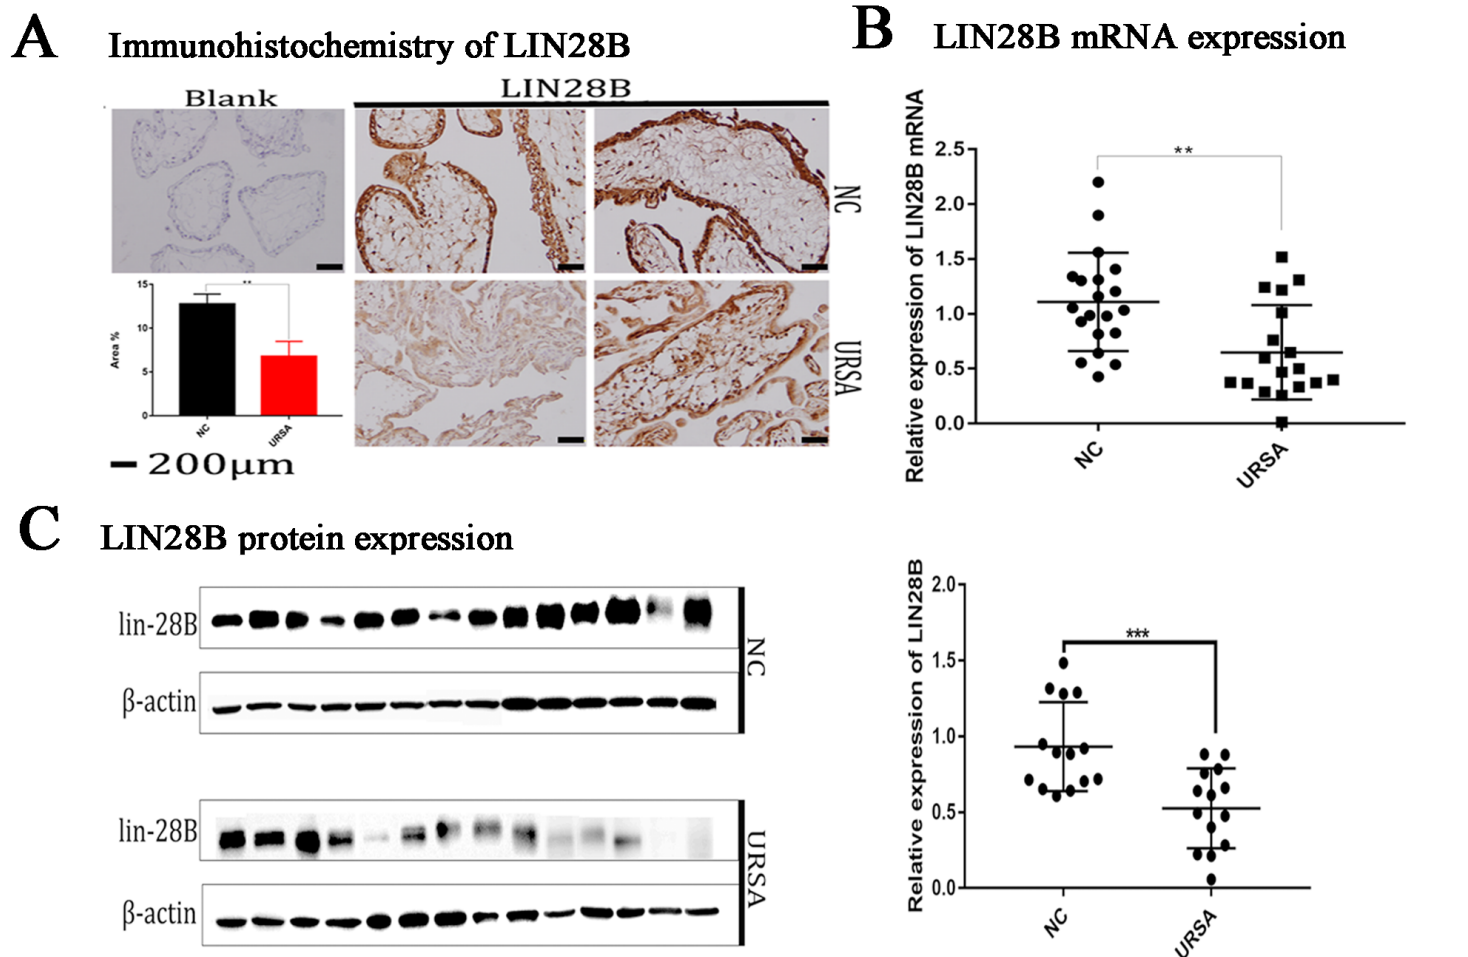 A
Immunohistochemistry of LIN28B
Blank
LIN28B
NC
URSA
Area %
15
10
5
0
**
NC
URSA
200μm
B
LIN28B mRNA expression
Relative expression of LIN28B mRNA
2.5
2.0
1.5
1.0
0.5
0.0
**
NC
URSA
C
LIN28B protein expression
lin-28B
β-actin
NC
lin-28B
β-actin
URSA
Relative expression of LIN28B
2.0
1.5
1.0
0.5
0.0
***
NC
URSA